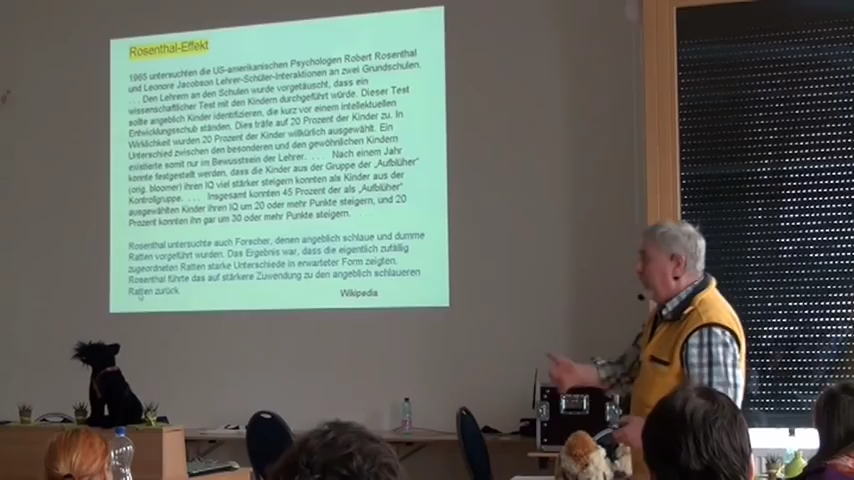 Rosenthal-Effekt
1965 untersuchten die US-amerikanischen Psychologen Robert Rosenthal
und Leonore Jacobson Lehrer-Schüler-Interaktionen an zwei Grundschulen.
. . . Den Lehrern an den Schulen wurde vorgetäuscht, dass ein
wissenschaftlicher Test mit den Kindern durchgeführt würde. Dieser Test
sollte angeblich Kinder identifizieren, die kurz vor einem intellektuellen
Entwicklungsschub ständen. Dies träfe auf 20 Prozent der Kinder zu. In
Wirklichkeit wurden 20 Prozent der Kinder willkürlich ausgewählt. Ein
Unterschied zwischen den besonderen und den gewöhnlichen Kindern
existierte somit nur im Bewusstsein der Lehrer. . . . Nach einem Jahr
konnte festgestellt werden, dass die Kinder aus der Gruppe der „Aufblüher"
(orig. bloomer) ihren IQ viel stärker steigern konnten als Kinder aus der
Kontrollgruppe. . . . Insgesamt konnten 45 Prozent der als „Aufblüher"
ausgewählten Kinder ihren IQ um 20 oder mehr Punkte steigern, und 20
Prozent konnten ihn gar um 30 oder mehr Punkte steigern.
Rosenthal untersuchte auch Forscher, denen angeblich schlaue und dumme
Ratten vorgeführt wurden. Das Ergebnis war, dass die eigentlich zufällig
zugeordneten Ratten starke Unterschiede in erwarteter Form zeigten.
Rosenthal führte das auf stärkere Zuwendung zu den angeblich schlaueren
Ratten zurück.
Wikipedia